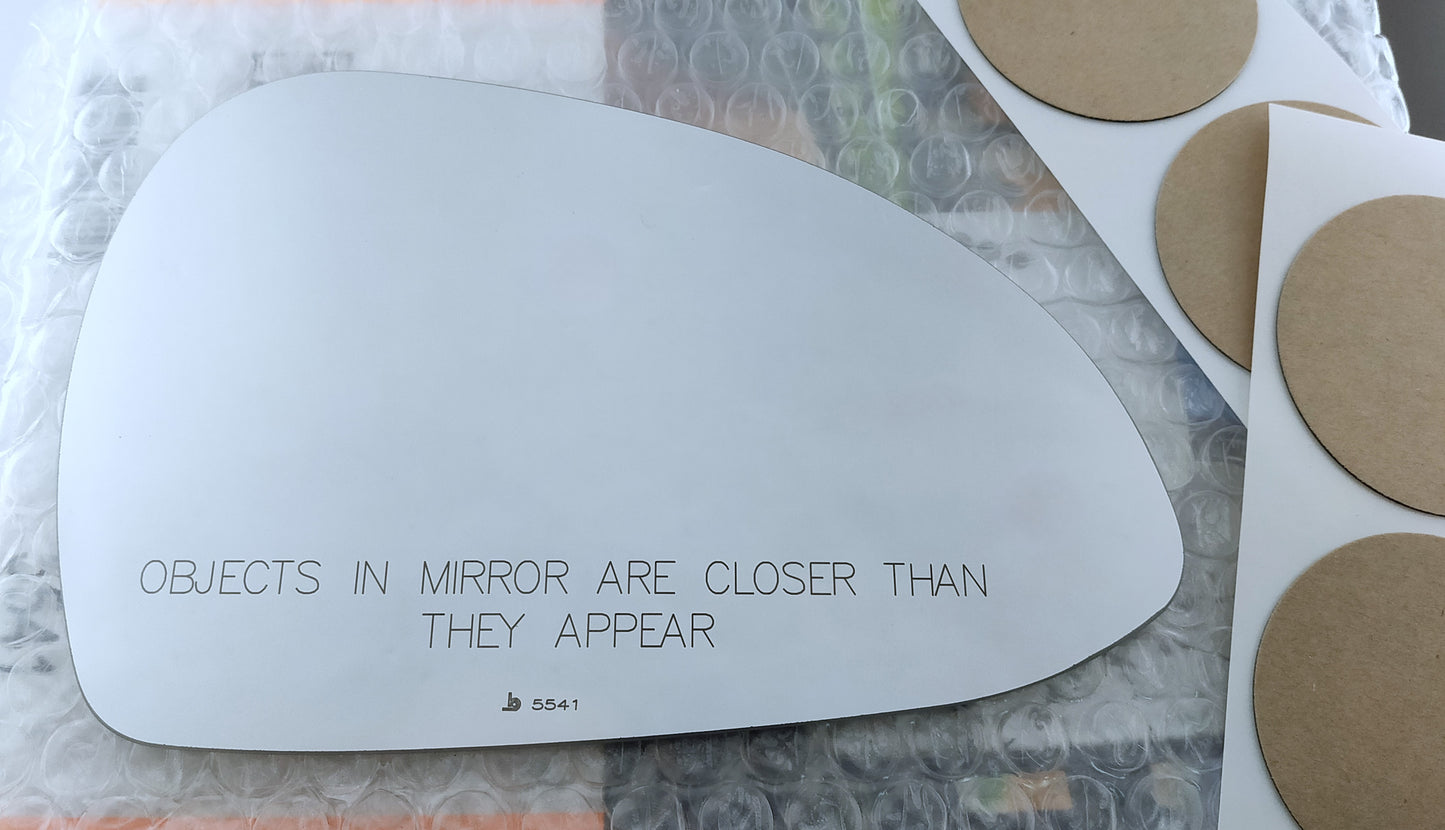 OBJECTS IN MIRROR ARE CLOSER THAN
THEY APPEAR
b 5541